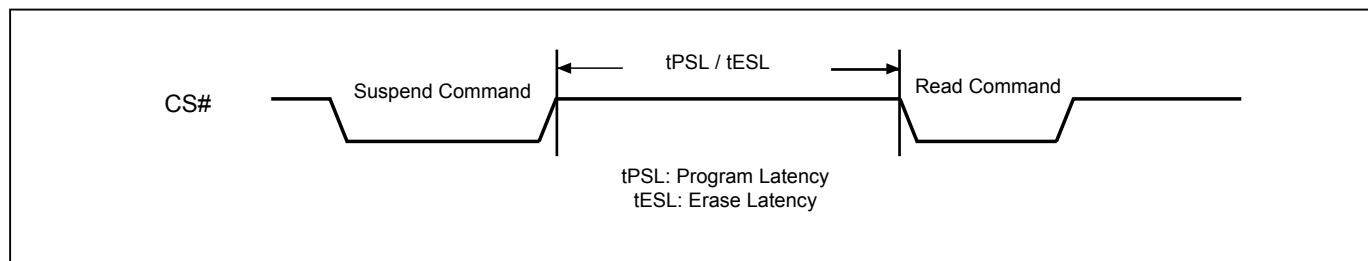 tPSL / tESL
Suspend Command
Read Command
CS#
tPSL: Program Latency
tESL: Erase Latency